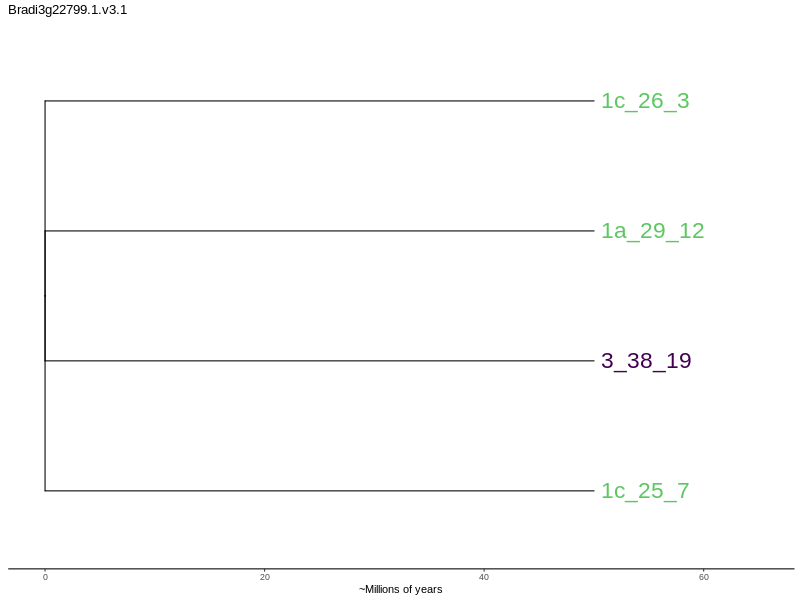 Bradi3g22799.1.v3.1
1c_26_3
1a_29_12
3_38_19
1c_25_7
0 20 40 60
~Millions of years